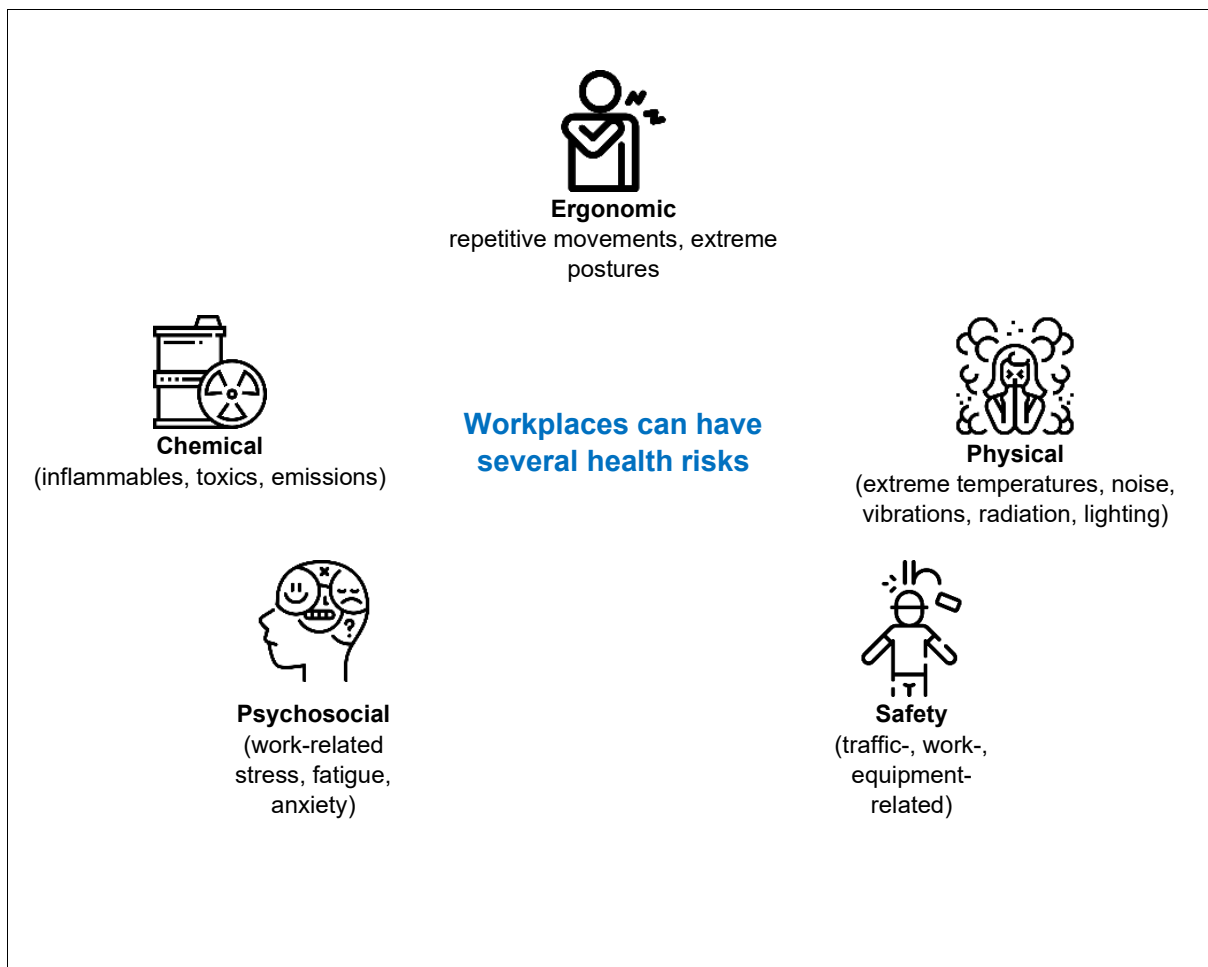 Ergonomic
repetitive movements, extreme
postures
Chemical
(inflammables, toxics, emissions)
Workplaces can have
several health risks
Physical
(extreme temperatures, noise,
vibrations, radiation, lighting)
Psychosocial
(work-related
stress, fatigue,
anxiety)
Safety
(traffic-, work-,
equipment-
related)